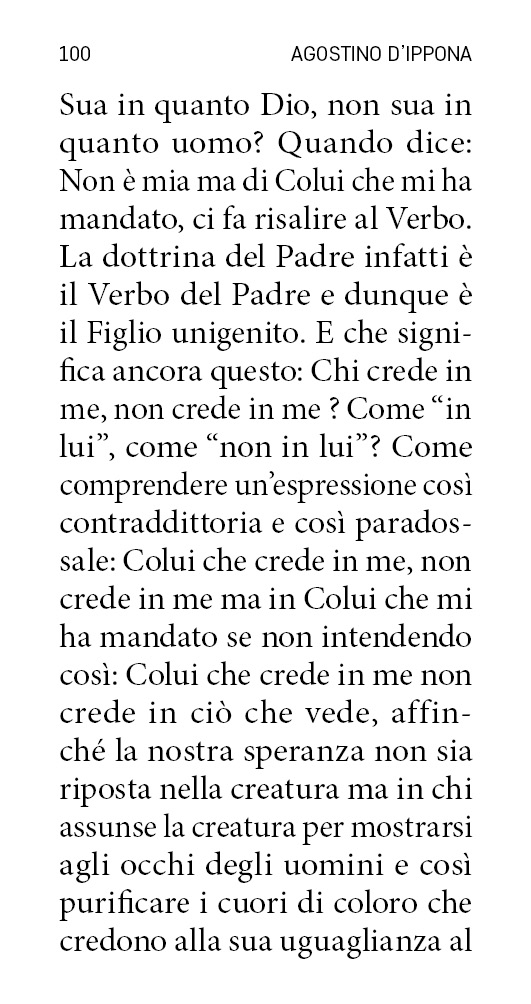 100 AGOSTINO D'IPPONA
Sua in quanto Dio, non sua in
quanto uomo? Quando dice:
Non è mia ma di Colui che mi ha
mandato, ci fa risalire al Verbo.
La dottrina del Padre infatti è
il Verbo del Padre e dunque è
il Figlio unigenito. E che signi-
fica ancora questo: Chi crede in
me, non crede in me ? Come “in
lui”, come “non in lui”? Come
comprendere un’espressione così
contraddittoria e così parados-
sale: Colui che crede in me, non
crede in me ma in Colui che mi
ha mandato se non intendendo
così: Colui che crede in me non
crede in ciò che vede, affin-
ché la nostra speranza non sia
riposta nella creatura ma in chi
assunse la creatura per mostrarsi
agli occhi degli uomini e così
purificare i cuori di coloro che
credono alla sua uguaglianza al